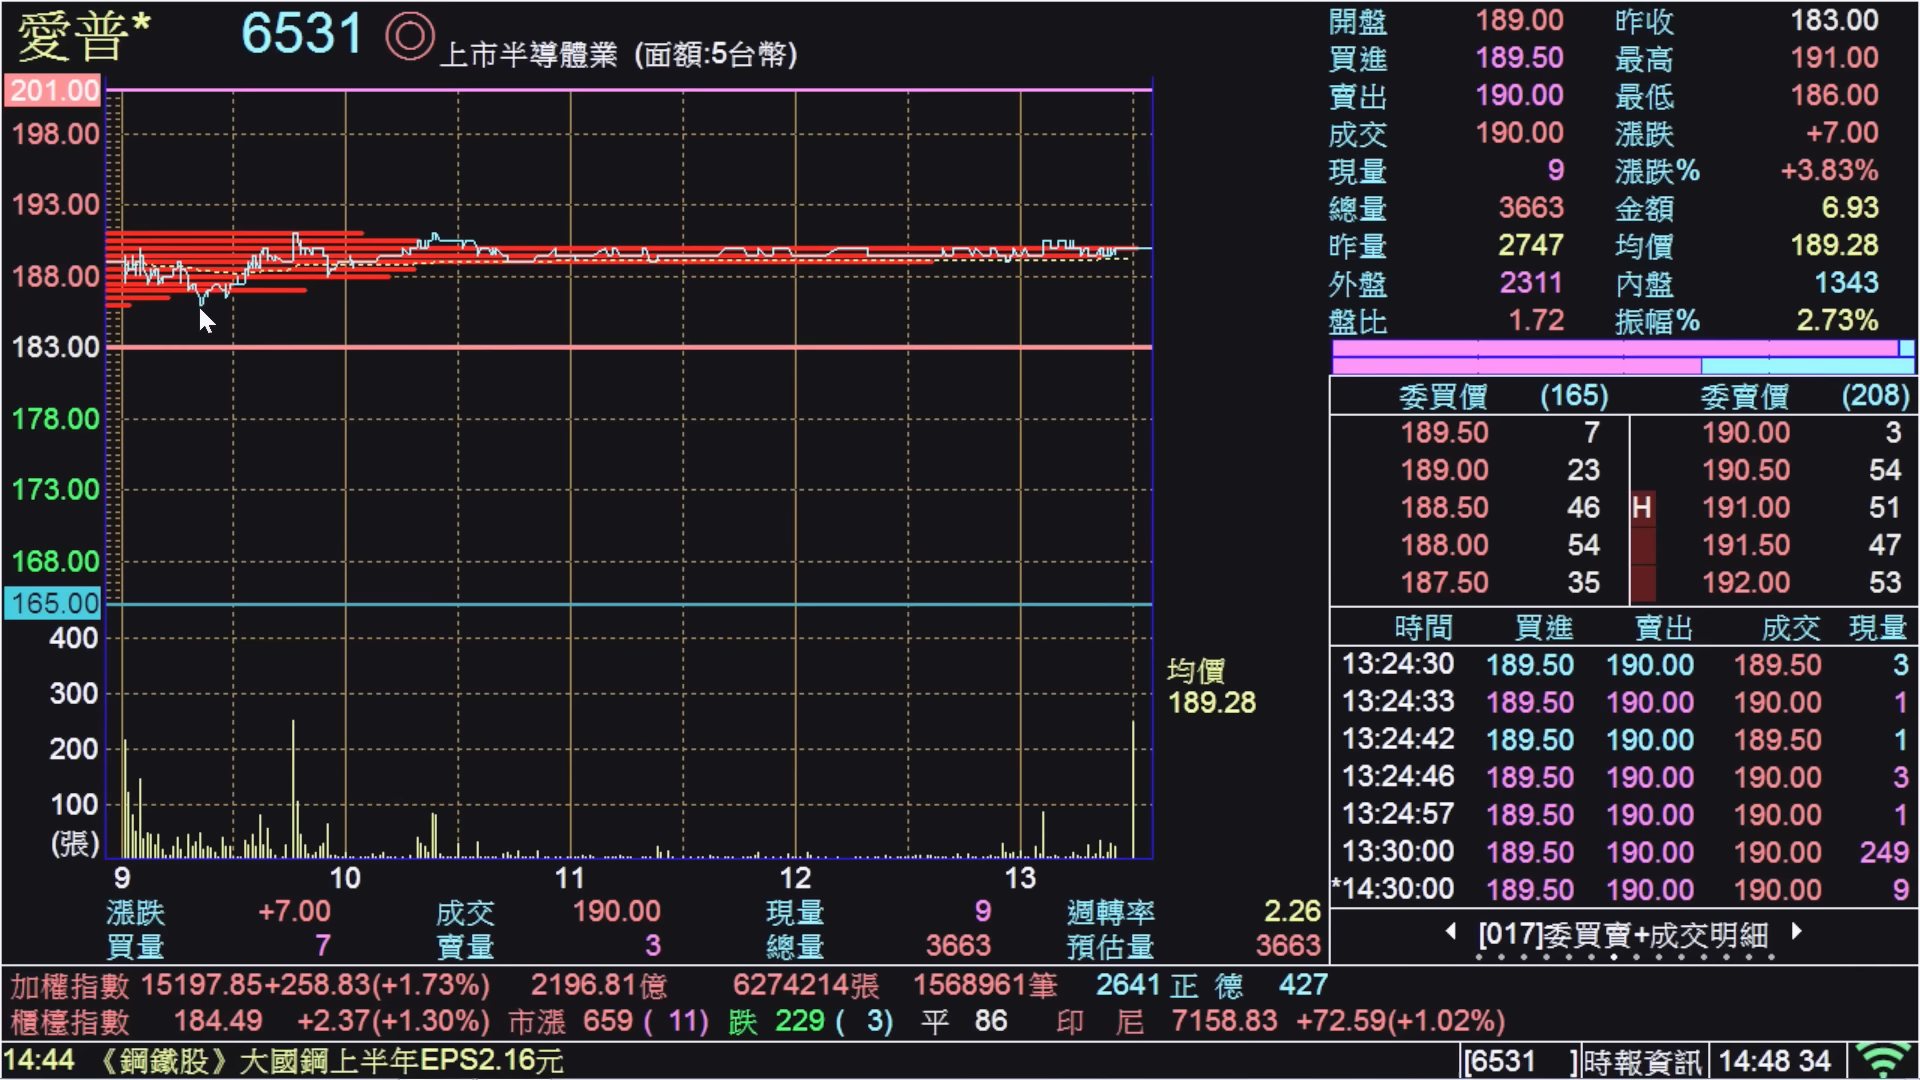 愛普* 6531 ◎ 上市半導體業 (面額:5台幣)
201.00
198.00
193.00
188.00
183.00
178.00
173.00
168.00
165.00
400
300
200
100
(張)
9 10 11 12 13
均價
189.28
漲跌 +7.00 成交 190.00 現量 9 週轉率 2.26
買量 7 賣量 3 總量 3663 預估量 3663
開盤 189.00 昨收 183.00
買進 189.50 最高 191.00
賣出 190.00 最低 186.00
成交 190.00 漲跌 +7.00
現量 9 漲跌% +3.83%
總量 3663 金額 6.93
昨量 2747 均價 189.28
外盤 2311 內盤 1343
盤比 1.72 振幅% 2.73%
委買價 (165) 委賣價 (208)
189.50 7 190.00 3
189.00 23 190.50 54
188.50 46 H 191.00 51
188.00 54 191.50 47
187.50 35 192.00 53
時間 買進 賣出 成交 現量
13:24:30 189.50 190.00 189.50 3
13:24:33 189.50 190.00 190.00 1
13:24:42 189.50 190.00 189.50 1
13:24:46 189.50 190.00 190.00 3
13:24:57 189.50 190.00 190.00 1
13:30:00 189.50 190.00 190.00 249
*14:30:00 189.50 190.00 190.00 9
[017]委買賣+成交明細
加權指數 15197.85+258.83(+1.73%) 2196.81億 6274214張 1568961筆 2641 正 德 427
櫃檯指數 184.49 +2.37(+1.30%) 市漲 659 ( 11) 跌 229 ( 3) 平 86 印 尼 7158.83 +72.59(+1.02%)
14:44 《鋼鐵股》大國鋼上半年EPS2.16元 [6531 ]時報資訊 14:48 34